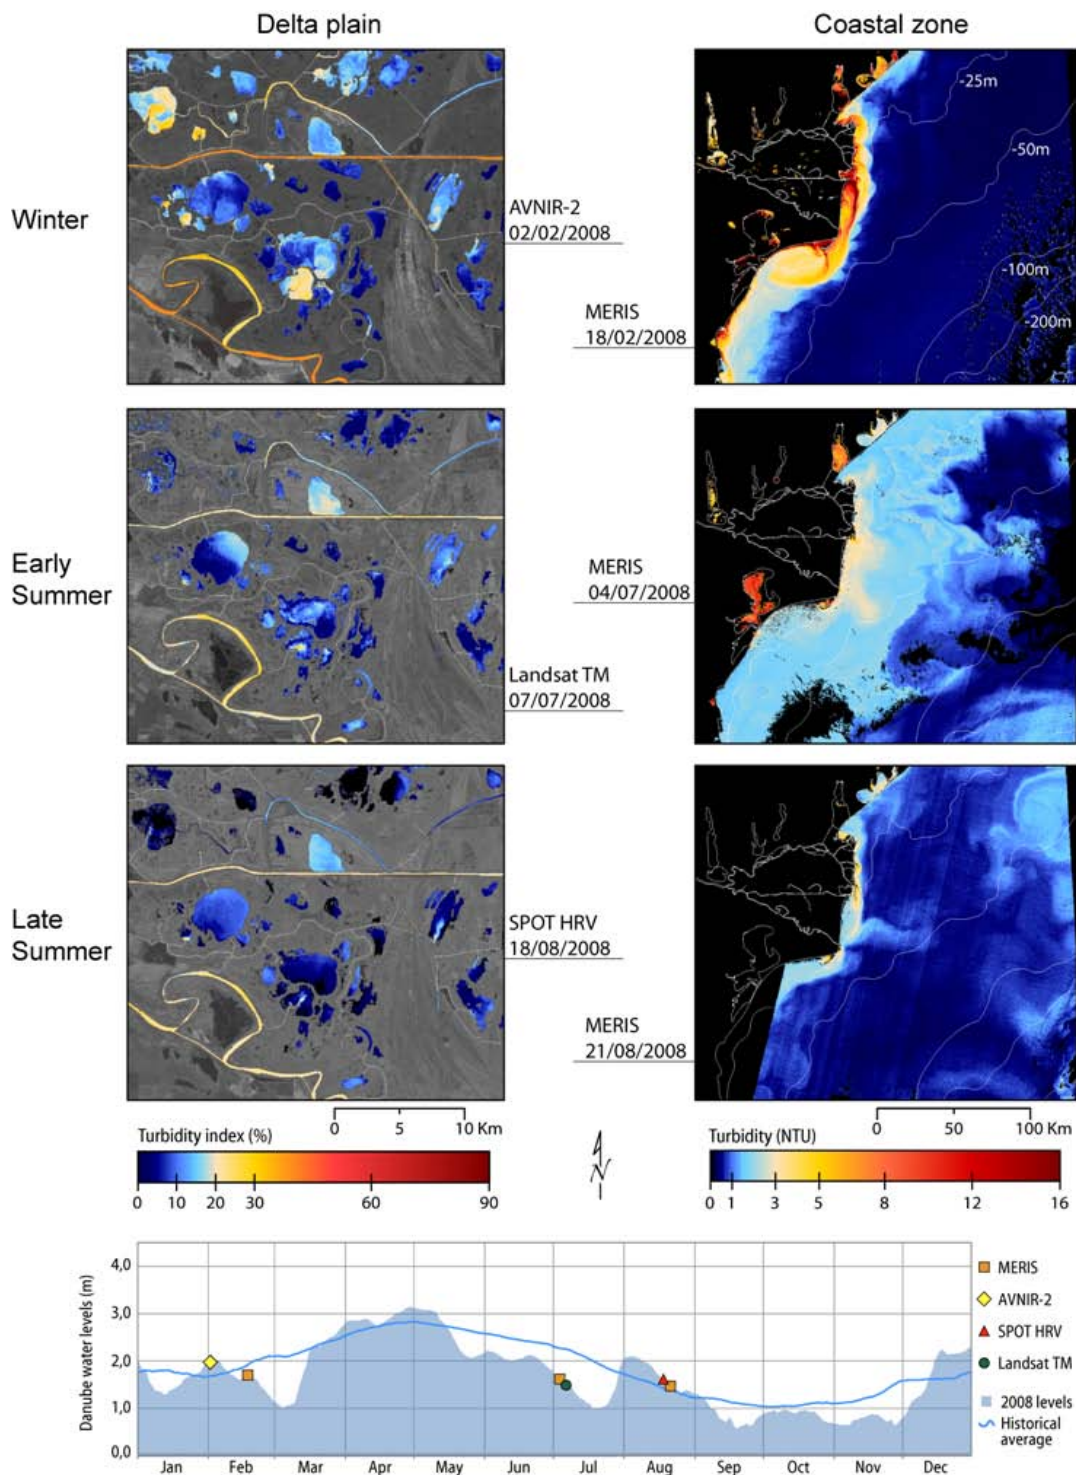 Delta plain
Coastal zone
Winter
AVNIR-2
02/02/2008
MERIS
18/02/2008
-25m
-50m
-100m
-200m
Early
Summer
MERIS
04/07/2008
Landsat TM
07/07/2008
Late
Summer
SPOT HRV
18/08/2008
MERIS
21/08/2008
0 5 10 Km
0 50 100 Km
Turbidity index (%)
0 10 20 30 60 90
N
Turbidity (NTU)
0 1 3 5 8 12 16
Danube water levels (m)
4,0
3,0
2,0
1,0
0,0
Jan Feb Mar Apr May Jun Jul Aug Sep Oct Nov Dec
MERIS
AVNIR-2
SPOT HRV
Landsat TM
2008 levels
Historical
average